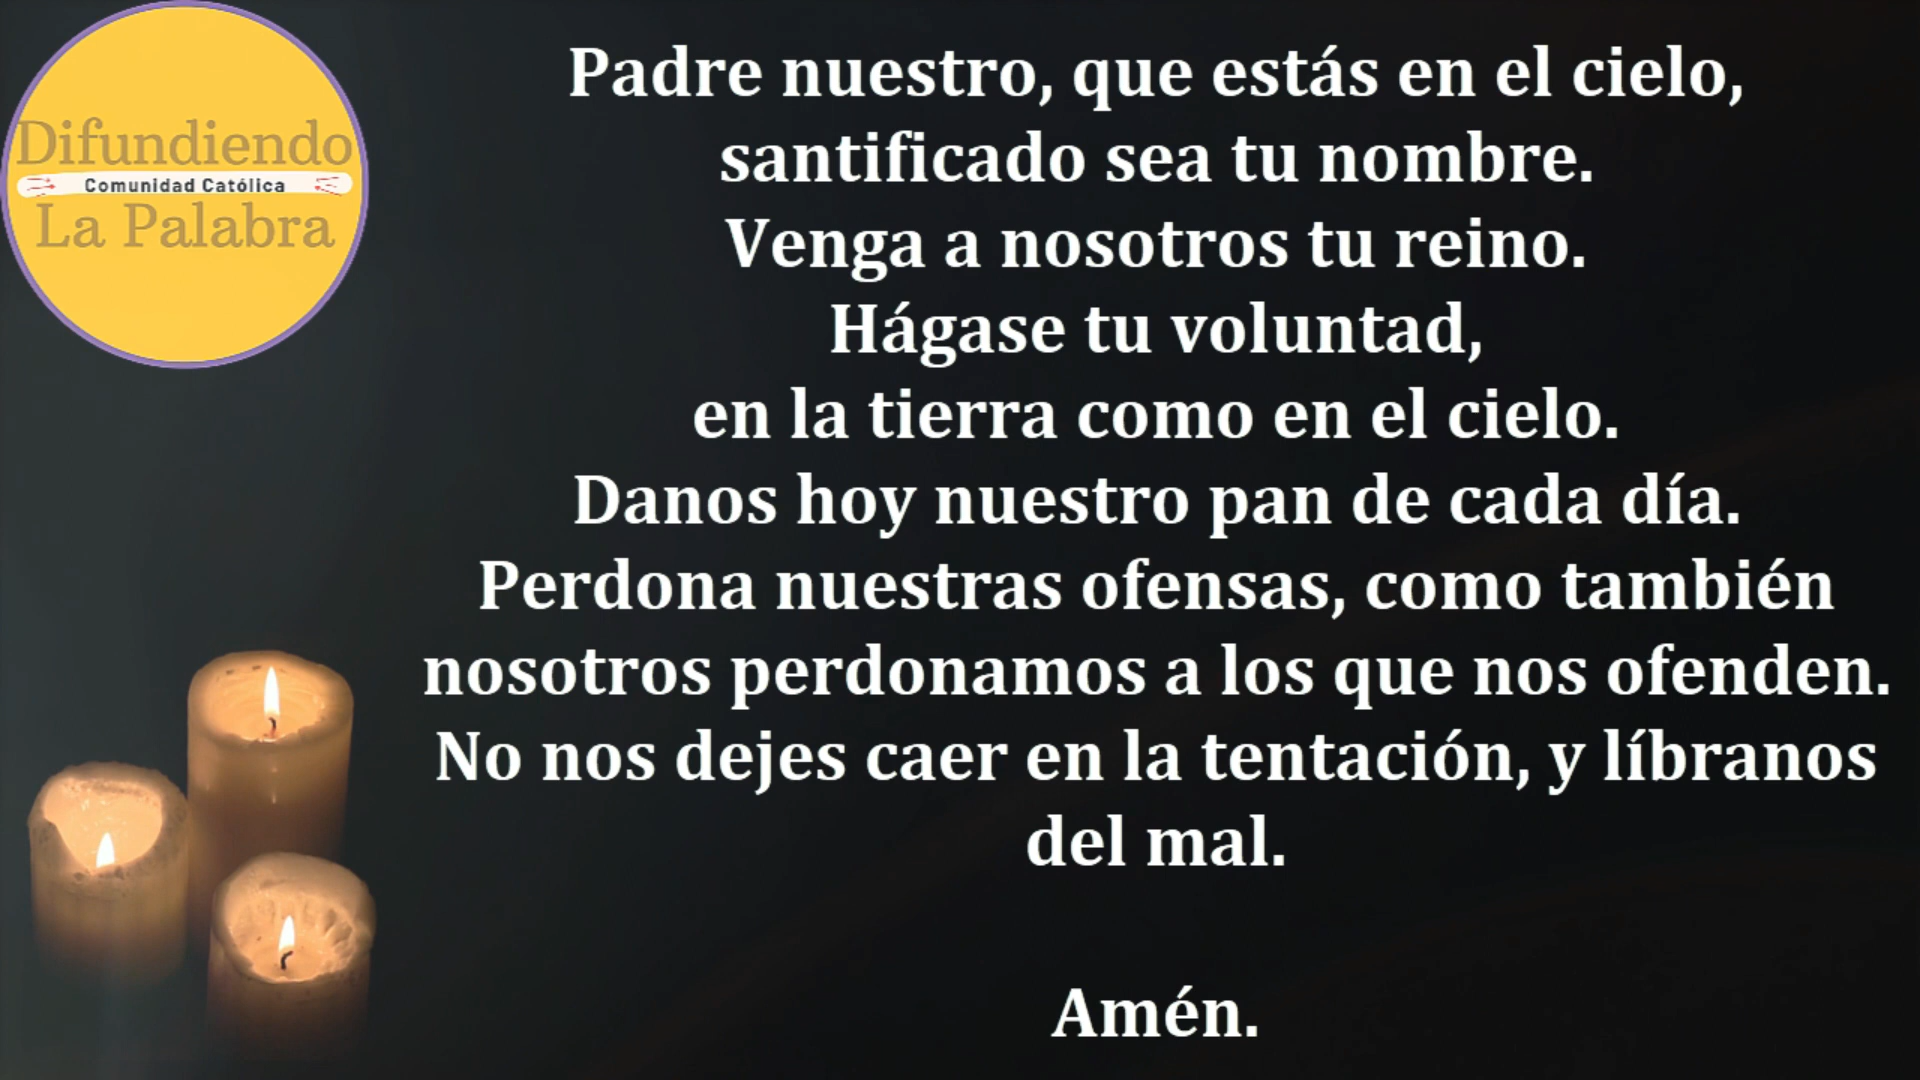 Difundiendo
Comunidad Católica
La Palabra
Padre nuestro, que estás en el cielo,
santificado sea tu nombre.
Venga a nosotros tu reino.
Hágase tu voluntad,
en la tierra como en el cielo.
Danos hoy nuestro pan de cada día.
Perdona nuestras ofensas, como también
nosotros perdonamos a los que nos ofenden.
No nos dejes caer en la tentación, y líbranos
del mal.
Amén.